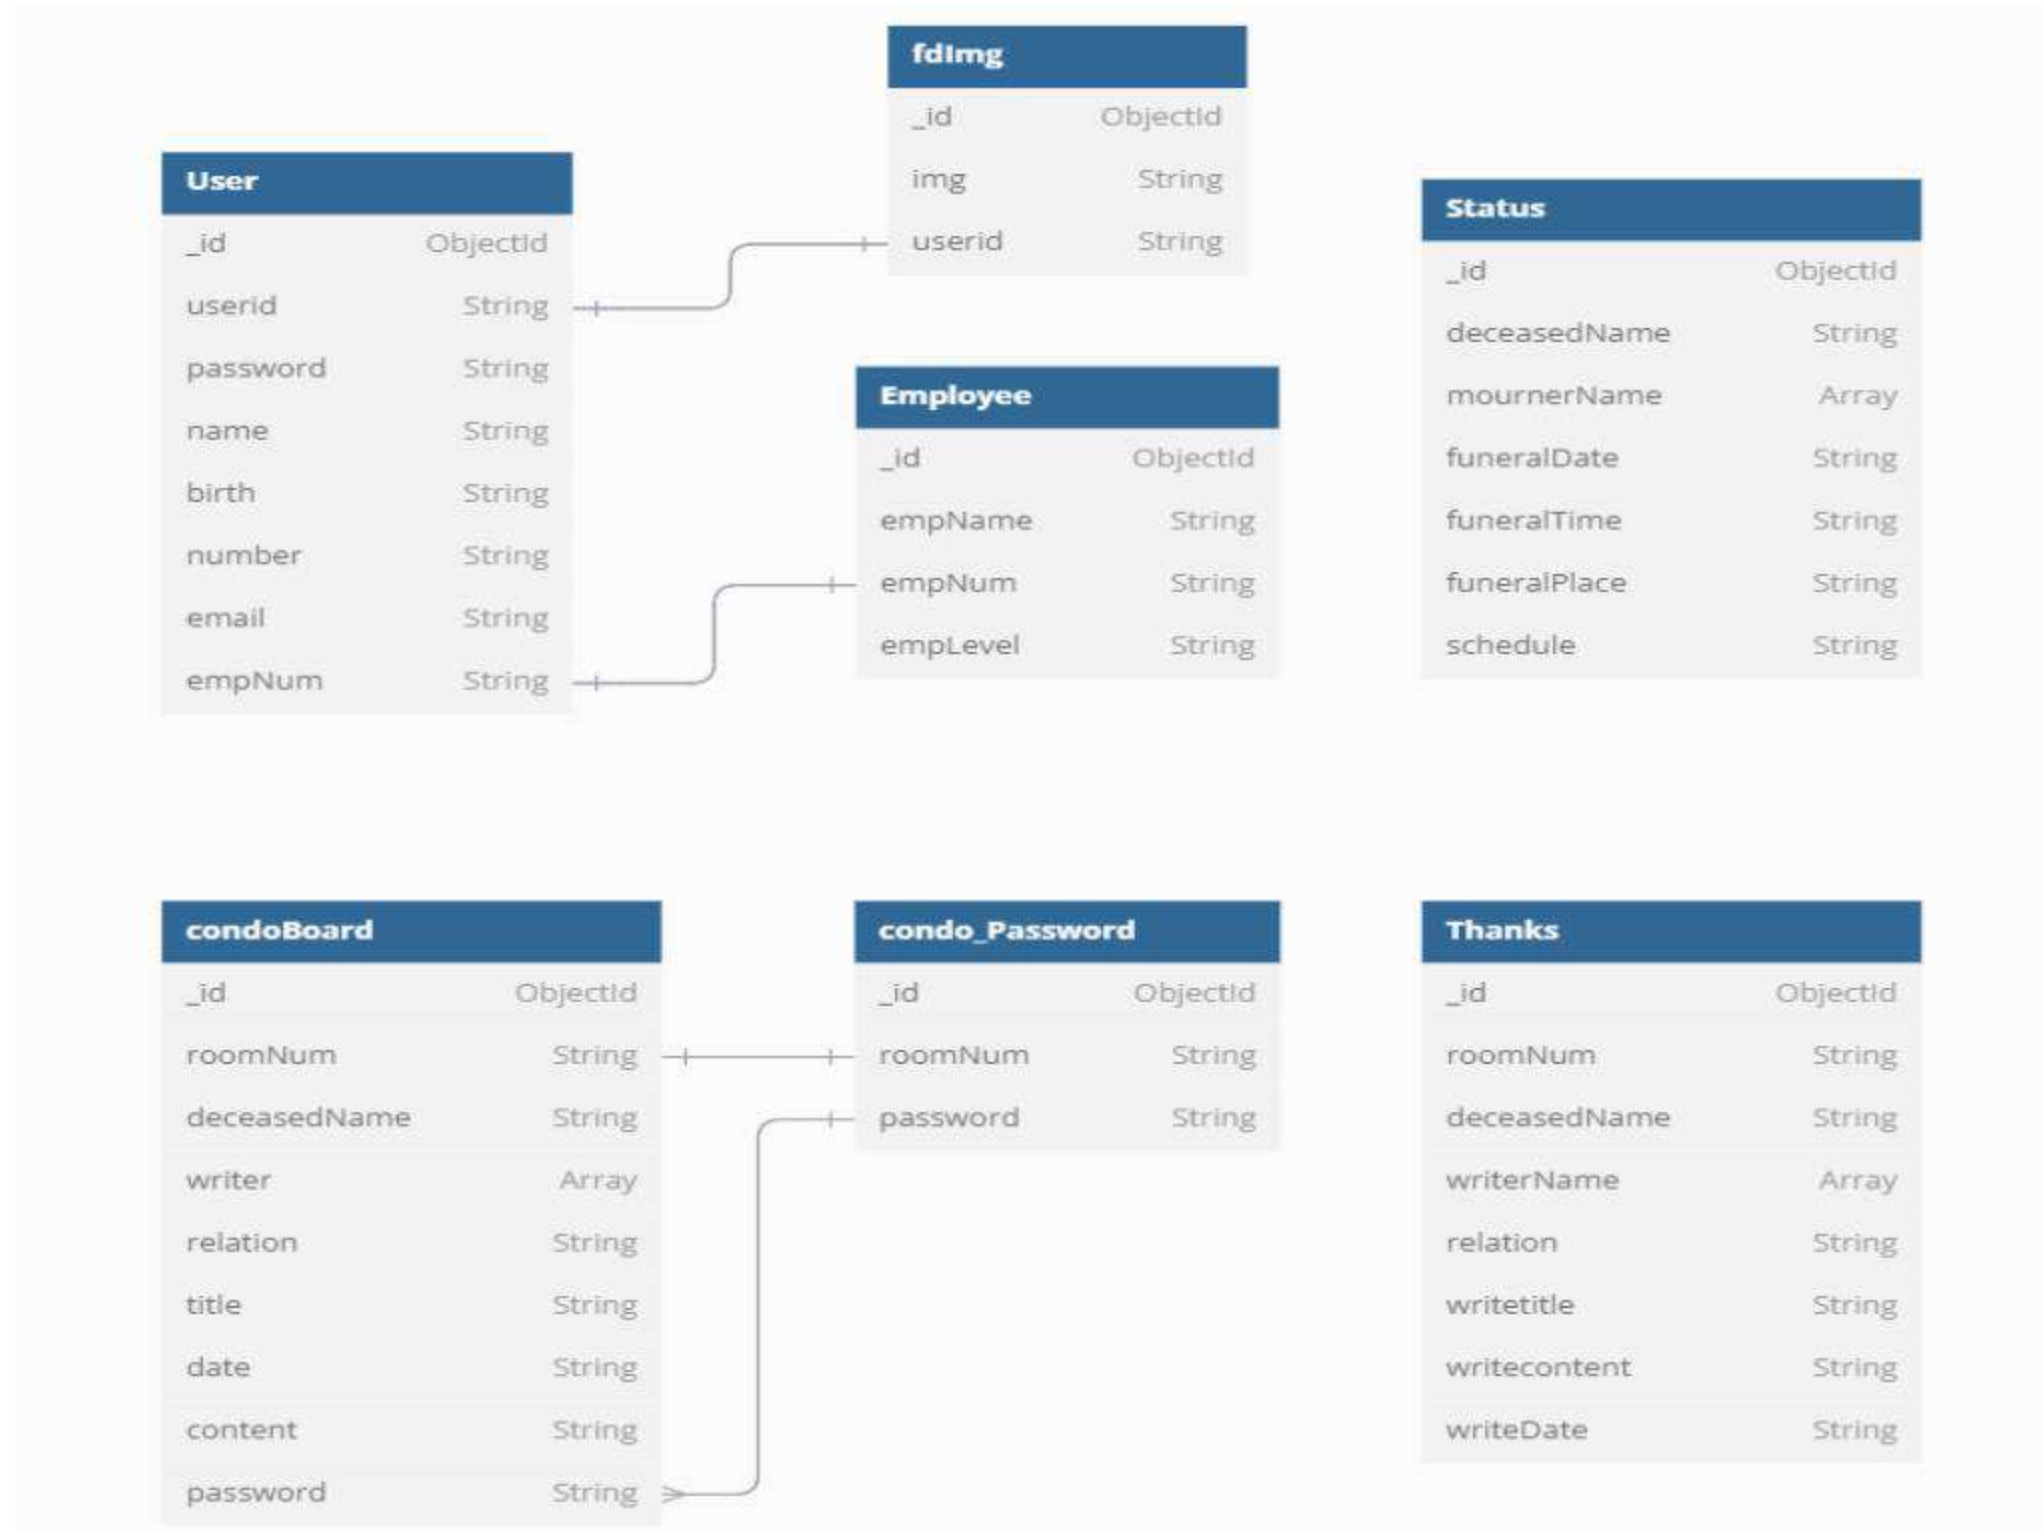 fdImg
_id ObjectId
img String
userid String
User
_id ObjectId
userid String
password String
name String
birth String
number String
email String
empNum String
Employee
_id ObjectId
empName String
empNum String
empLevel String
Status
_id ObjectId
deceasedName String
mournerName Array
funeralDate String
funeralTime String
funeralPlace String
schedule String
condoBoard
_id ObjectId
roomNum String
deceasedName String
writer Array
relation String
title String
date String
content String
password String
condo_Password
_id ObjectId
roomNum String
password String
Thanks
_id ObjectId
roomNum String
deceasedName String
writerName Array
relation String
writetitle String
writecontent String
writeDate String